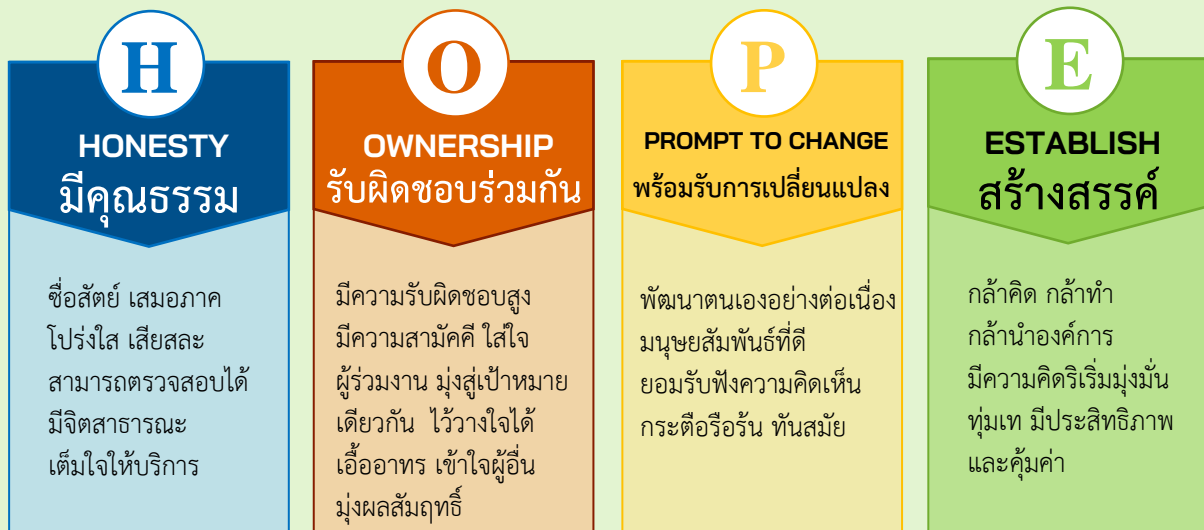 H
HONESTY
มีคุณธรรม
ซื่อสัตย์ เสมอภาค
โปร่งใส เสียสละ
สามารถตรวจสอบได้
มีจิตสาธารณะ
เต็มใจให้บริการ
O
OWNERSHIP
รับผิดชอบร่วมกัน
มีความรับผิดชอบสูง
มีความสามัคคี ใส่ใจ
ผู้ร่วมงาน มุ่งสู่เป้าหมาย
เดียวกัน ไว้วางใจได้
เอื้ออาทร เข้าใจผู้อื่น
มุ่งผลสัมฤทธิ์
P
PROMPT TO CHANGE
พร้อมรับการเปลี่ยนแปลง
พัฒนาตนเองอย่างต่อเนื่อง
มนุษยสัมพันธ์ที่ดี
ยอมรับฟังความคิดเห็น
กระตือรือร้น ทันสมัย
E
ESTABLISH
สร้างสรรค์
กล้าคิด กล้าทำ
กล้านำองค์การ
มีความคิดริเริ่มมุ่งมั่น
ทุ่มเท มีประสิทธิภาพ
และคุ้มค่า